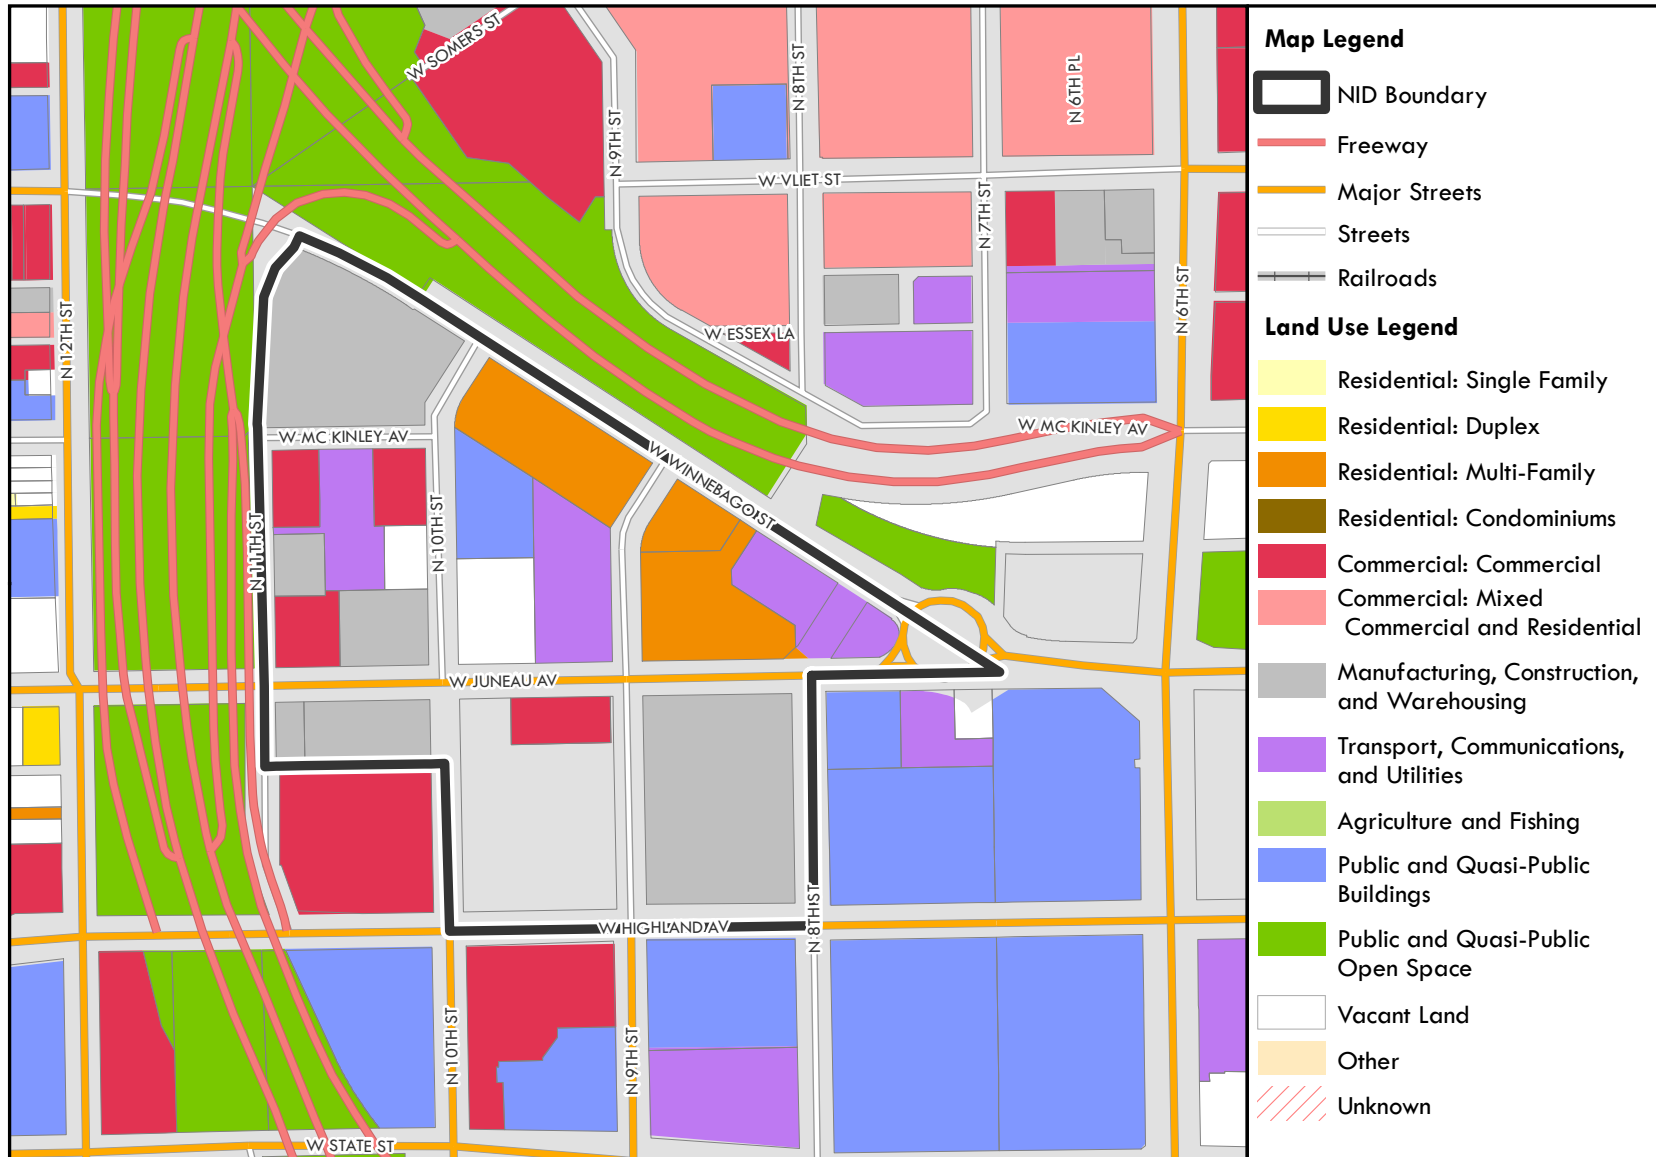 W SOMERS ST
N 8TH ST
N 6TH PL
N 9TH ST
W VLIET ST
N 7TH ST
N 12TH ST
N 6TH ST
W ESSEX LA
W MC KINLEY AV
W MC KINLEY AV
W WINNEBAGO ST
N 11TH ST
N 10TH ST
W JUNEAU AV
W HIGHLAND AV
N 8TH ST
N 10TH ST
N 9TH ST
W STATE ST
Map Legend
NID Boundary
Freeway
Major Streets
Streets
Railroads
Land Use Legend
Residential: Single Family
Residential: Duplex
Residential: Multi-Family
Residential: Condominiums
Commercial: Commercial
Commercial: Mixed
Commercial and Residential
Manufacturing, Construction,
and Warehousing
Transport, Communications,
and Utilities
Agriculture and Fishing
Public and Quasi-Public
Buildings
Public and Quasi-Public
Open Space
Vacant Land
Other
Unknown